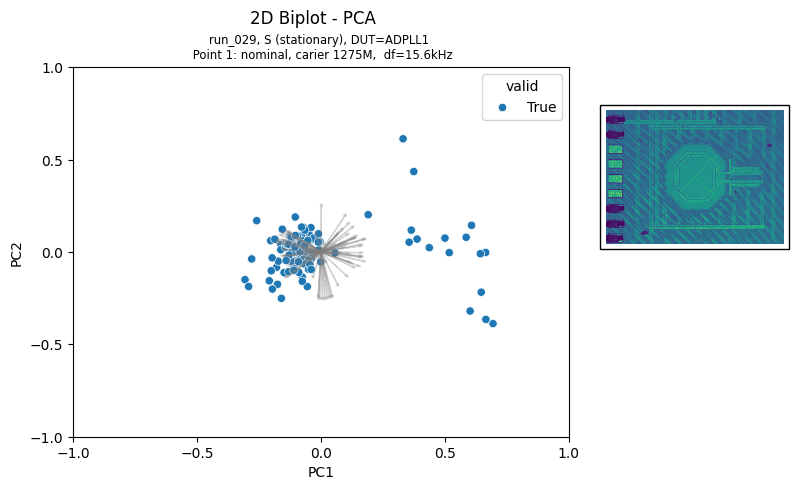 2D Biplot - PCA
run_029, S (stationary), DUT=ADPLL1
Point 1: nominal, carier 1275M,  df=15.6kHz
valid
True
1.0
0.5
0.0
−0.5
−1.0
PC2
−1.0
−0.5
0.0
0.5
1.0
PC1